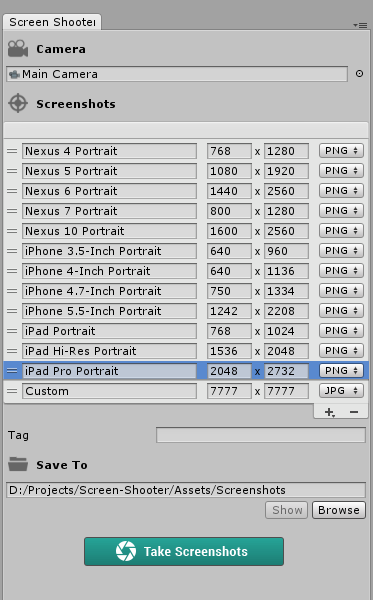 Screen Shooter
Camera
Main Camera
Screenshots
Nexus 4 Portrait 768 x 1280 PNG
Nexus 5 Portrait 1080 x 1920 PNG
Nexus 6 Portrait 1440 x 2560 PNG
Nexus 7 Portrait 800 x 1280 PNG
Nexus 10 Portrait 1600 x 2560 PNG
iPhone 3.5-Inch Portrait 640 x 960 PNG
iPhone 4-Inch Portrait 640 x 1136 PNG
iPhone 4.7-Inch Portrait 750 x 1334 PNG
iPhone 5.5-Inch Portrait 1242 x 2208 PNG
iPad Portrait 768 x 1024 PNG
iPad Hi-Res Portrait 1536 x 2048 PNG
iPad Pro Portrait 2048 x 2732 PNG
Custom 7777 x 7777 JPG
Tag
Save To
D:/Projects/Screen-Shooter/Assets/Screenshots
Show Browse
Take Screenshots